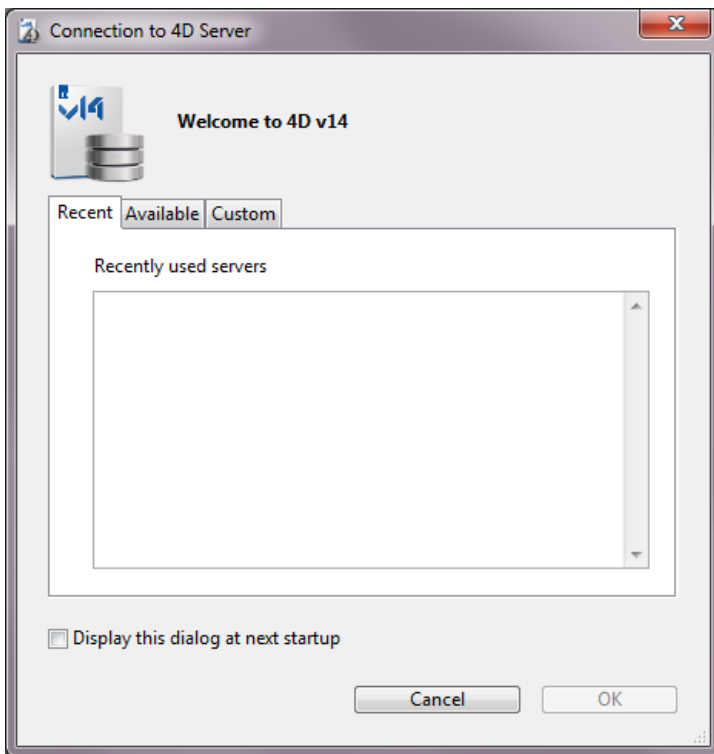 Connection to 4D Server
v14
Welcome to 4D v14
Recent Available Custom
Recently used servers
Display this dialog at next startup
Cancel OK